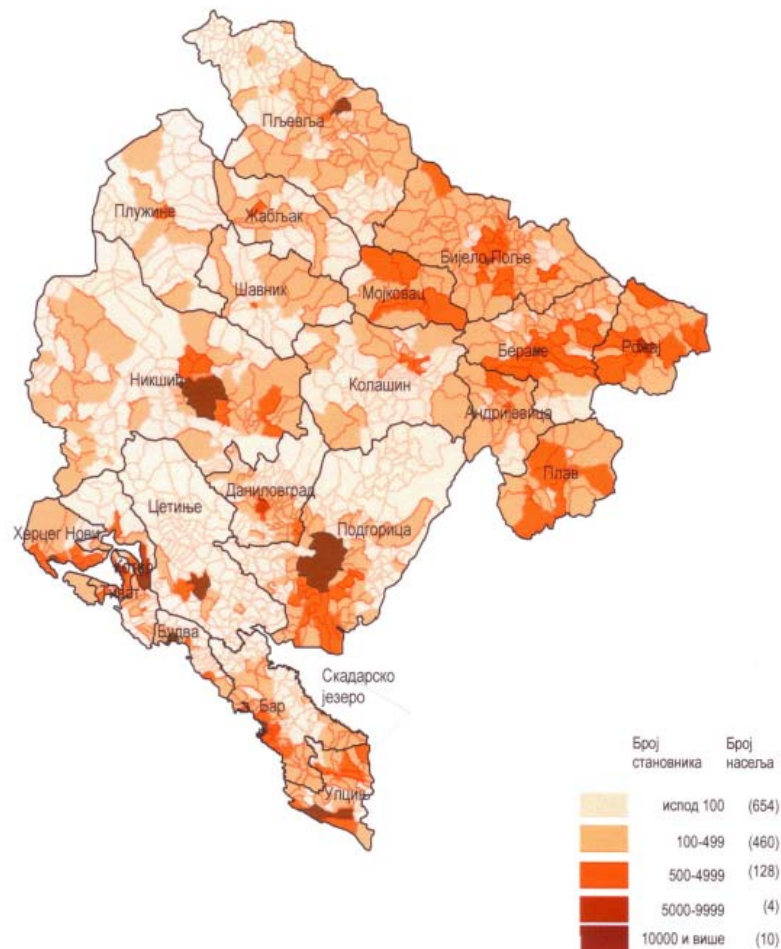 Пљевља
Плужине
Жабљак
Бијело Поље
Шавник
Мојковац
Беране
Рожај
Никшић
Колашин
Андријевица
Плав
Даниловград
Цетиње
Подгорица
Херцег Нови
Котор
Тиват
Будва
Скадарско
језеро
Бар
Улцињ
Број
становника
Број
насеља
испод 100 (654)
100-499 (460)
500-4999 (128)
5000-9999 (4)
10000 и више (10)